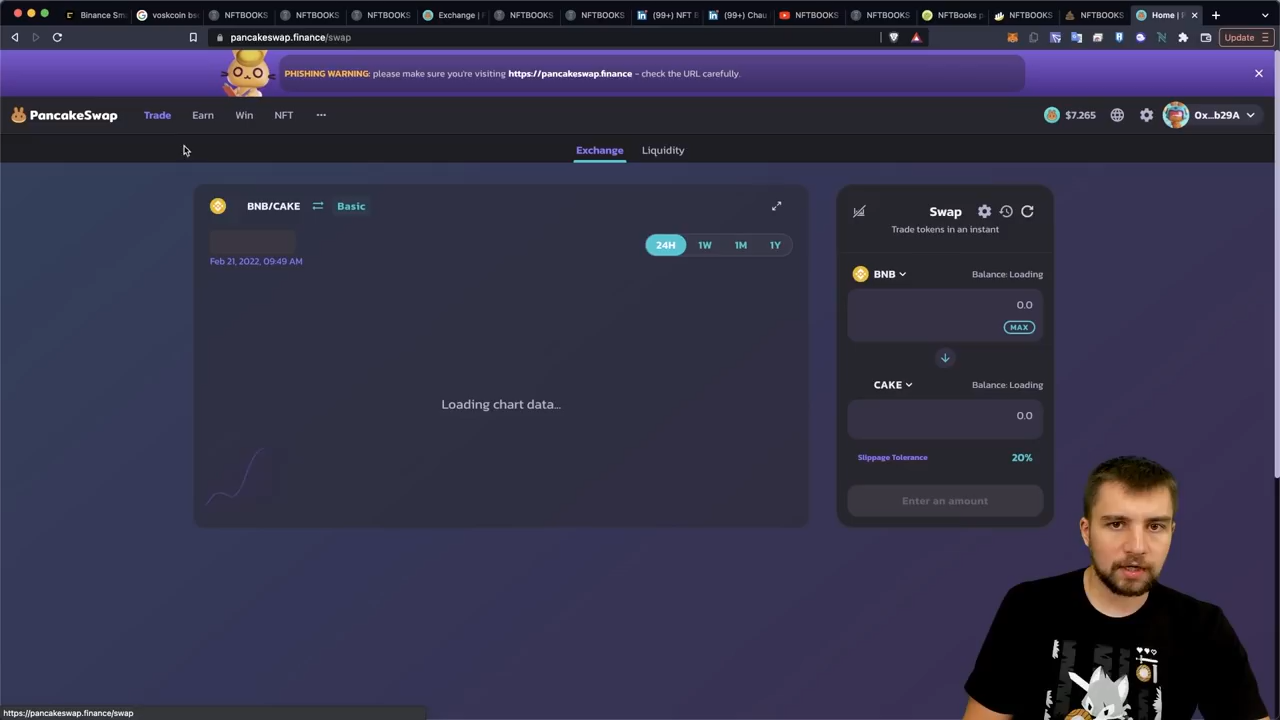 Binance Sm
voskcoin bsc
NFTBOOKS
NFTBOOKS
NFTBOOKS
Exchange |
NFTBOOKS
NFTBOOKS
(99+) NFT B
(99+) Chau
NFTBOOKS
NFTBOOKS
NFTBooks p
NFTBOOKS
NFTBOOKS
Home |
pancakeswap.finance/swap
Update
PHISHING WARNING: please make sure you're visiting https://pancakeswap.finance - check the URL carefully.
PancakeSwap
Trade
Earn
Win
NFT
$7.265
0x...b29A
Exchange
Liquidity
BNB/CAKE
Basic
24H
1W
1M
1Y
Feb 21, 2022, 09:49 AM
Loading chart data...
Swap
Trade tokens in an instant
BNB
Balance: Loading
0.0
MAX
CAKE
Balance: Loading
0.0
Slippage Tolerance
20%
Enter an amount
https://pancakeswap.finance/swap